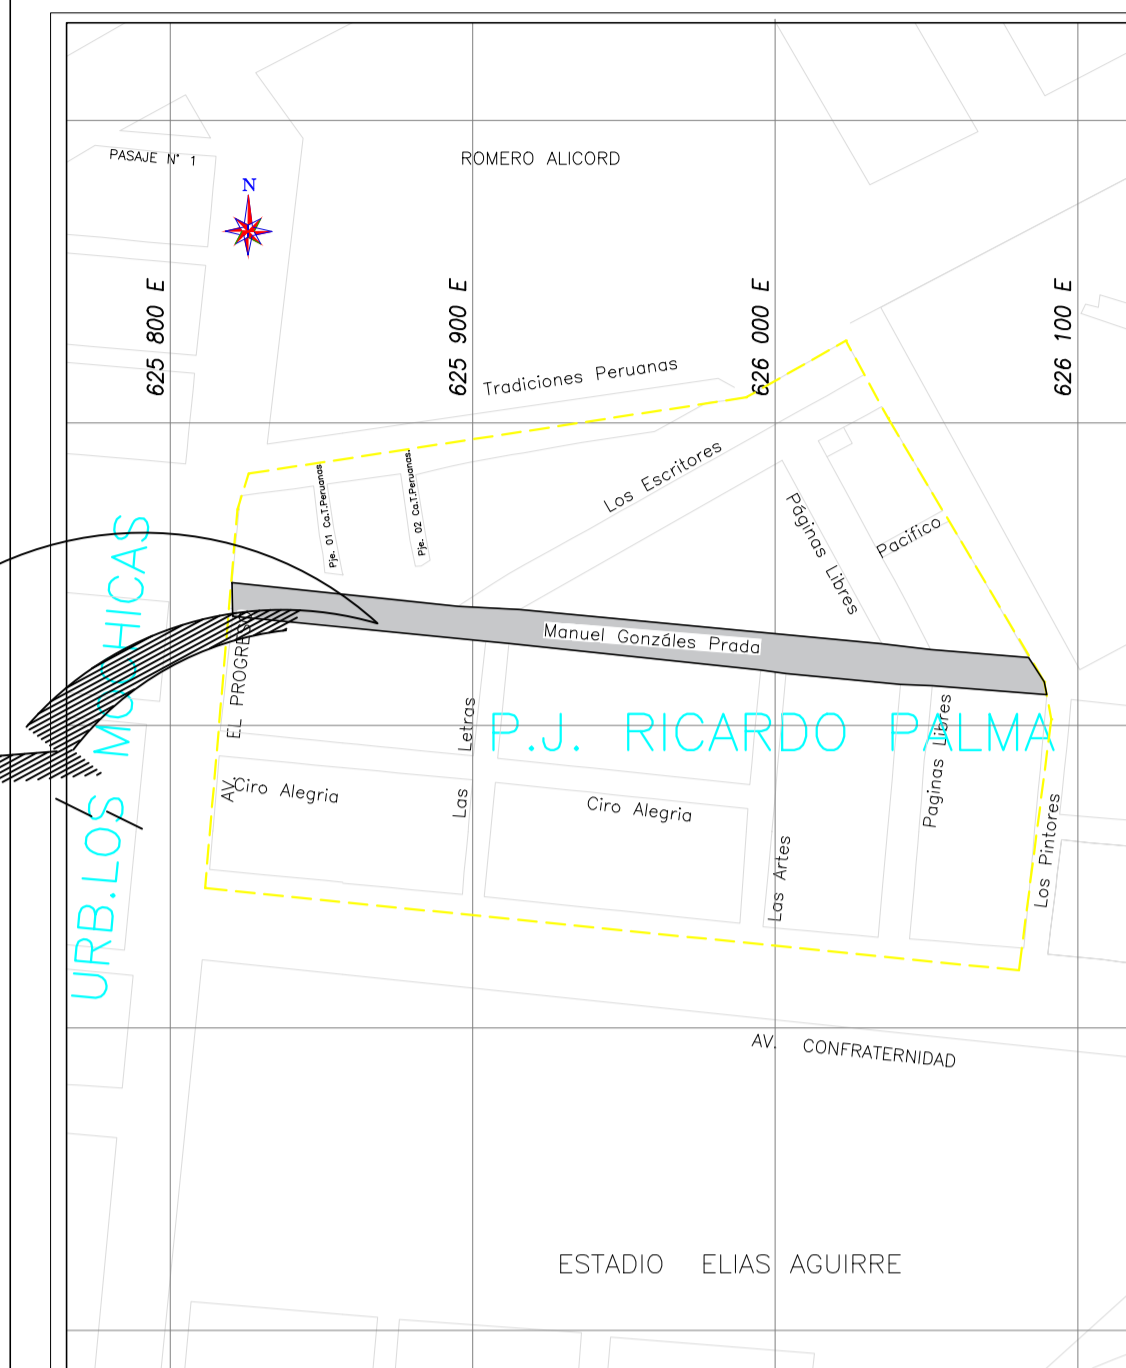 PASAJE N° 1
ROMERO ALICORD
N
625 800 E
625 900 E
626 000 E
626 100 E
Tradiciones Peruanas
Los Escritores
Pje. 01 Ca.T.Peruanas.
Pje. 02 Ca.T.Peruanas.
Páginas Libres
Pacifico
Manuel Gonzáles Prada
URB.LOS MOCHICAS
AV. EL PROGRESO
Las Letras
P.J. RICARDO PALMA
Paginas Libres
Ciro Alegria
Ciro Alegria
Las Artes
Los Pintores
AV. CONFRATERNIDAD
ESTADIO ELIAS AGUIRRE